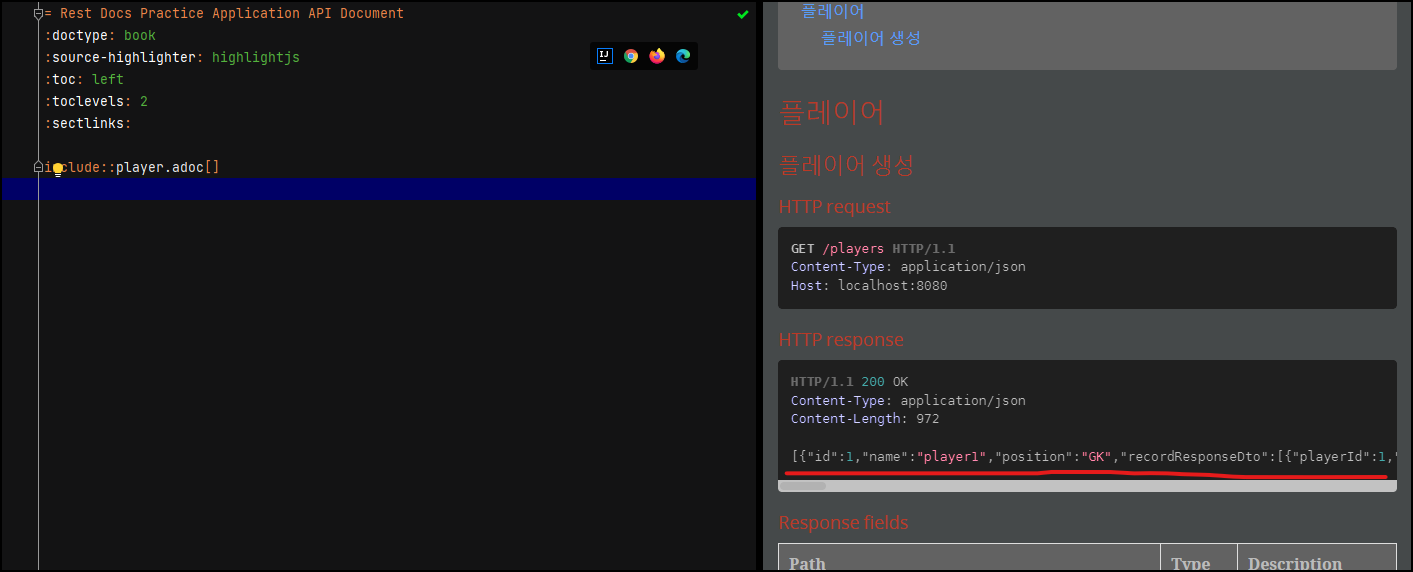 = Rest Docs Practice Application API Document
:doctype: book
:source-highlighter: highlightjs
:toc: left
:toclevels: 2
:sectlinks:
include::player.adoc[]
IJ
플레이어
플레이어 생성
플레이어
플레이어 생성
HTTP request
GET /players HTTP/1.1
Content-Type: application/json
Host: localhost:8080
HTTP response
HTTP/1.1 200 OK
Content-Type: application/json
Content-Length: 972
[{"id":1,"name":"player1","position":"GK","recordResponseDto":[{"playerId":1,"
Response fields
Path Type Description